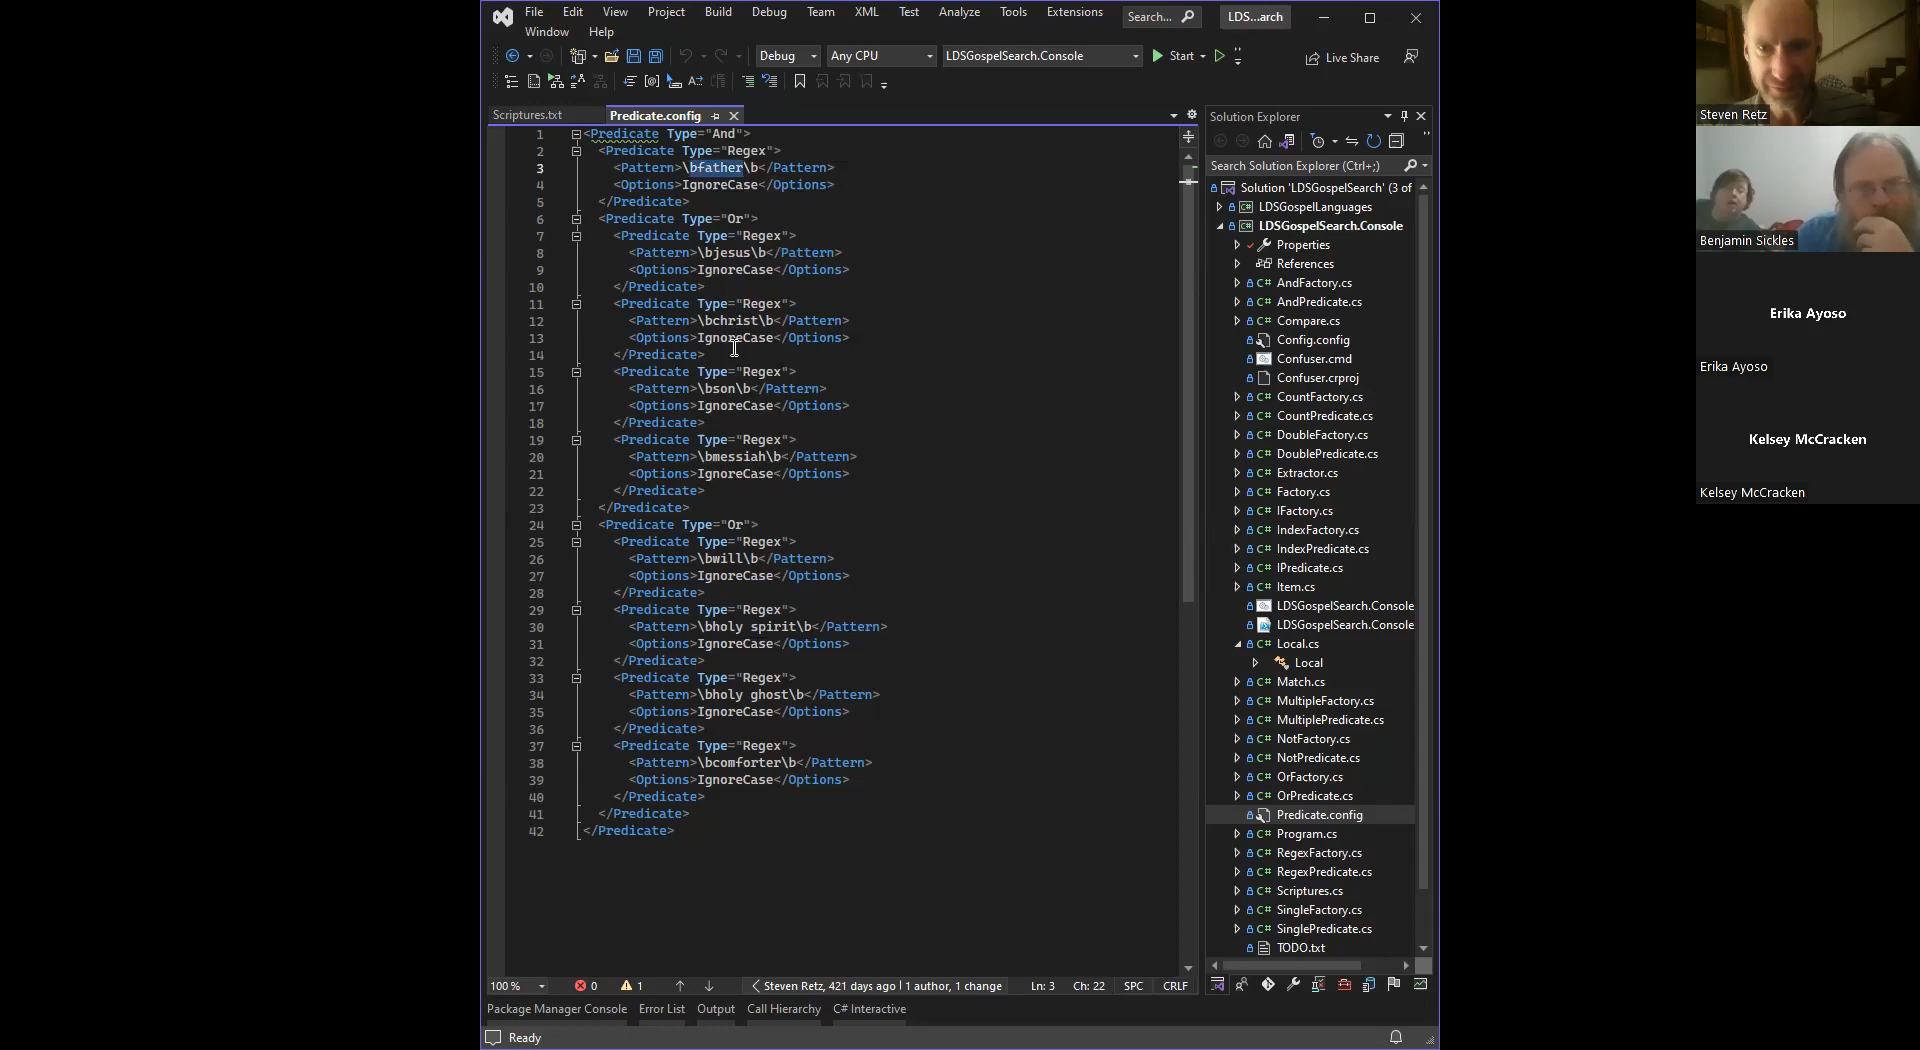 File Edit View Project Build Debug Team XML Test Analyze Tools Extensions Search... LDS...arch
Window Help
Debug Any CPU LDSGospelSearch.Console Start Live Share
Scriptures.txt Predicate.config
1 <Predicate Type="And">
2 <Predicate Type="Regex">
3 <Pattern>\bfather\b</Pattern>
4 <Options>IgnoreCase</Options>
5 </Predicate>
6 <Predicate Type="Or">
7 <Predicate Type="Regex">
8 <Pattern>\bjesus\b</Pattern>
9 <Options>IgnoreCase</Options>
10 </Predicate>
11 <Predicate Type="Regex">
12 <Pattern>\bchrist\b</Pattern>
13 <Options>IgnoreCase</Options>
14 </Predicate>
15 <Predicate Type="Regex">
16 <Pattern>\bson\b</Pattern>
17 <Options>IgnoreCase</Options>
18 </Predicate>
19 <Predicate Type="Regex">
20 <Pattern>\bmessiah\b</Pattern>
21 <Options>IgnoreCase</Options>
22 </Predicate>
23 </Predicate>
24 <Predicate Type="Or">
25 <Predicate Type="Regex">
26 <Pattern>\bwill\b</Pattern>
27 <Options>IgnoreCase</Options>
28 </Predicate>
29 <Predicate Type="Regex">
30 <Pattern>\bholy spirit\b</Pattern>
31 <Options>IgnoreCase</Options>
32 </Predicate>
33 <Predicate Type="Regex">
34 <Pattern>\bholy ghost\b</Pattern>
35 <Options>IgnoreCase</Options>
36 </Predicate>
37 <Predicate Type="Regex">
38 <Pattern>\bcomforter\b</Pattern>
39 <Options>IgnoreCase</Options>
40 </Predicate>
41 </Predicate>
42 </Predicate>
100 % 0 1 Steven Retz, 421 days ago | 1 author, 1 change Ln: 3 Ch: 22 SPC CRLF
Package Manager Console Error List Output Call Hierarchy C# Interactive
Ready
Solution Explorer
Search Solution Explorer (Ctrl+;)
Solution 'LDSGospelSearch' (3 of
C# LDSGospelLanguages
C# LDSGospelSearch.Console
Properties
References
C# AndFactory.cs
C# AndPredicate.cs
C# Compare.cs
Config.config
Confuser.cmd
Confuser.crproj
C# CountFactory.cs
C# CountPredicate.cs
C# DoubleFactory.cs
C# DoublePredicate.cs
C# Extractor.cs
C# Factory.cs
C# IFactory.cs
C# IndexFactory.cs
C# IndexPredicate.cs
C# IPredicate.cs
C# Item.cs
LDSGospelSearch.Console
LDSGospelSearch.Console
C# Local.cs
Local
C# Match.cs
C# MultipleFactory.cs
C# MultiplePredicate.cs
C# NotFactory.cs
C# NotPredicate.cs
C# OrFactory.cs
C# OrPredicate.cs
Predicate.config
C# Program.cs
C# RegexFactory.cs
C# RegexPredicate.cs
C# Scriptures.cs
C# SingleFactory.cs
C# SinglePredicate.cs
TODO.txt
Steven Retz
Benjamin Sickles
Erika Ayoso
Erika Ayoso
Kelsey McCracken
Kelsey McCracken